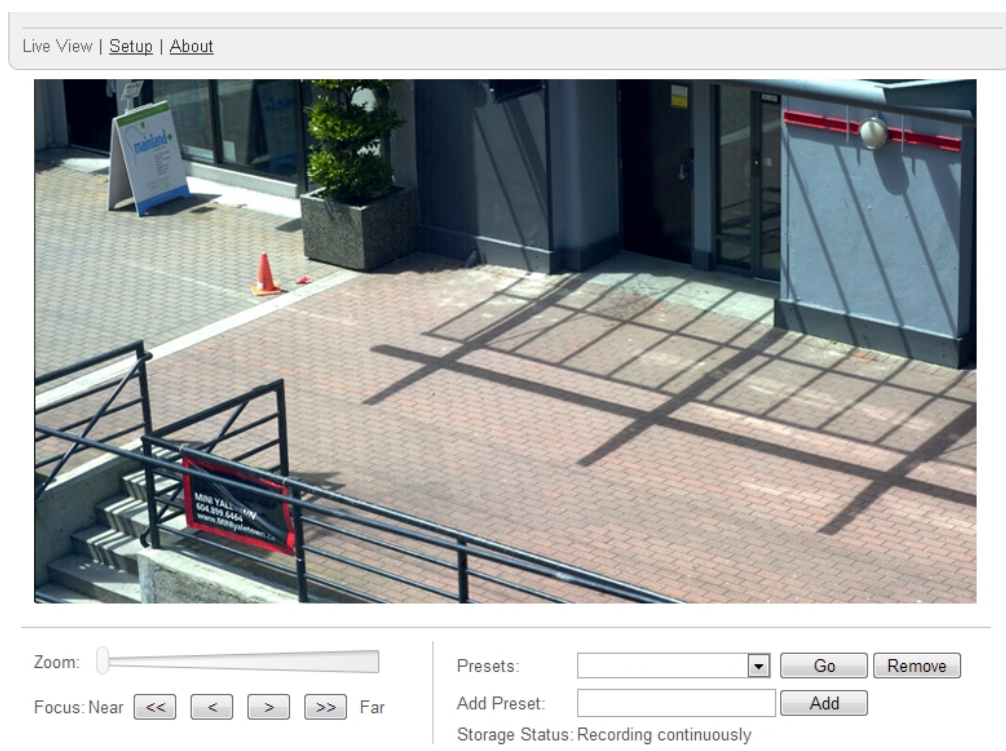 Live View | Setup | About
mainland
MINI YALETOWN
604.899.6464
www.MINIyaletown.ca
Zoom:
Focus: Near << < > >> Far
Presets: Go Remove
Add Preset: Add
Storage Status: Recording continuously